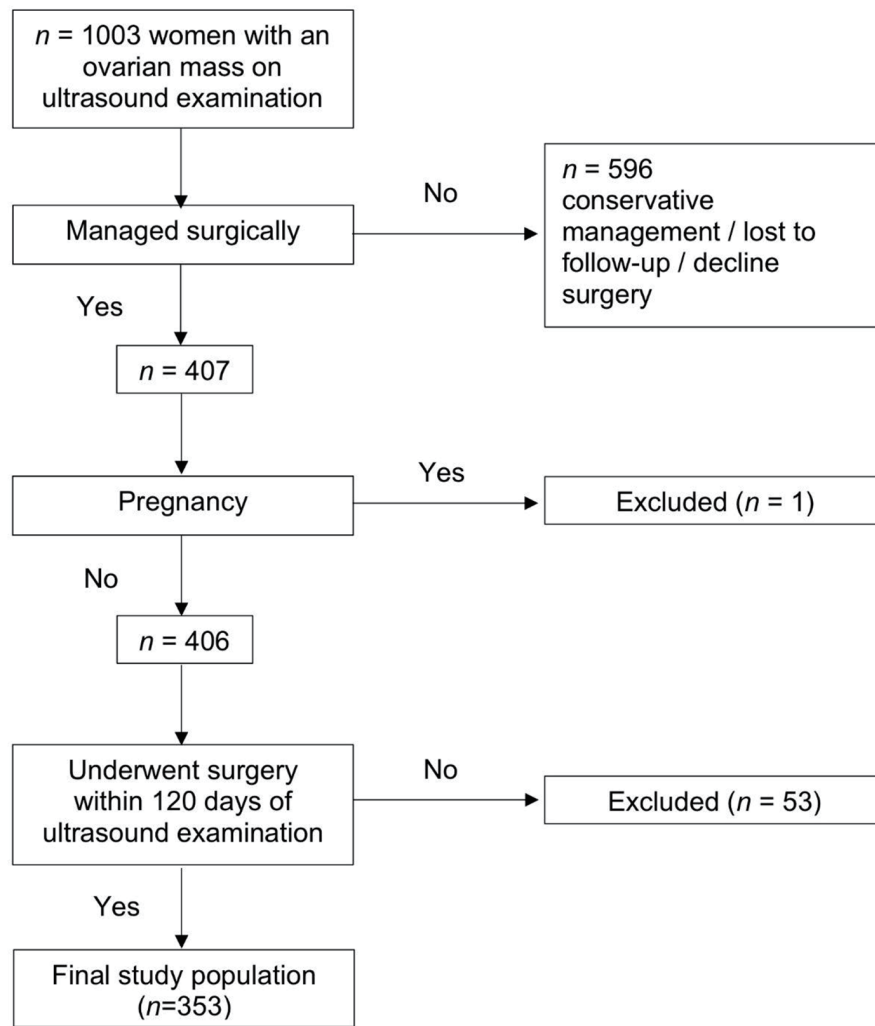 n = 1003 women with an
ovarian mass on
ultrasound examination
No
n = 596
conservative
management / lost to
follow-up / decline
surgery
Managed surgically
Yes
n = 407
Yes
Pregnancy
Excluded (n = 1)
No
n = 406
Underwent surgery
within 120 days of
ultrasound examination
No
Excluded (n = 53)
Yes
Final study population
(n=353)